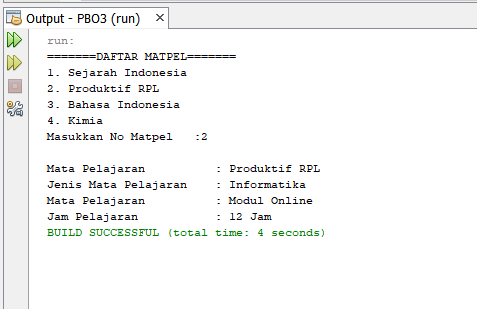 Output - PBO3 (run)
run:
=======DAFTAR MATPEL=======
1. Sejarah Indonesia
2. Produktif RPL
3. Bahasa Indonesia
4. Kimia
Masukkan No Matpel   :2
Mata Pelajaran          : Produktif RPL
Jenis Mata Pelajaran    : Informatika
Mata Pelajaran          : Modul Online
Jam Pelajaran           : 12 Jam
BUILD SUCCESSFUL (total time: 4 seconds)